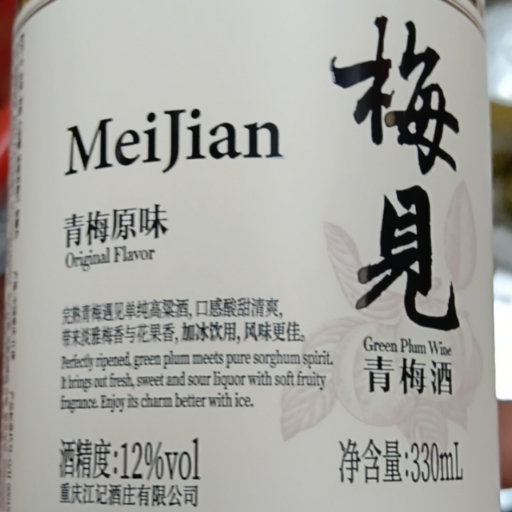 梅見
MeiJian
青梅原味
Original Flavor
完熟青梅遇见单纯高粱酒,口感酸甜清爽,
带来淡雅梅香与花果香,加冰饮用,风味更佳。
Perfectly ripened, green plum meets pure sorghum spirit.
It brings out fresh, sweet and sour liquor with soft fruity
fragrance. Enjoy its charm better with ice.
Green Plum Wine
青梅酒
酒精度:12%vol
净含量:330mL
重庆江记酒庄有限公司